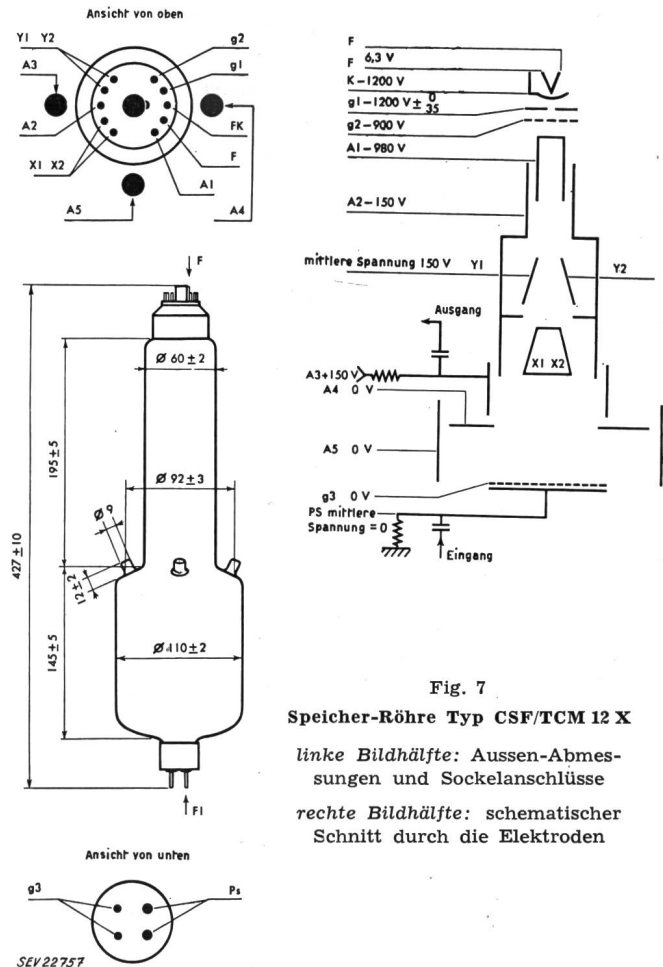 Ansicht von oben
Y1 Y2
g2
A3
g1
A2
FK
X1 X2
F
A1
A5
A4
F
Ø 60±2
195±5
Ø 92±3
Ø 9
12±2
427±10
145±5
Ø 110±2
F1
Ansicht von unten
g3
Ps
SEV22757
F
6,3 V
F
K–1200 V
g1–1200 V± 0 35
g2–900 V
A1–980 V
A2–150 V
mittlere Spannung 150 V
Y1
Y2
Ausgang
X1 X2
A3+150 V
A4 0 V
A5 0 V
g3 0 V
PS mittlere
Spannung = 0
Eingang
Fig. 7
Speicher-Röhre Typ CSF/TCM 12 X
linke Bildhälfte: Aussen-Abmes-
sungen und Sockelanschlüsse
rechte Bildhälfte: schematischer
Schnitt durch die Elektroden